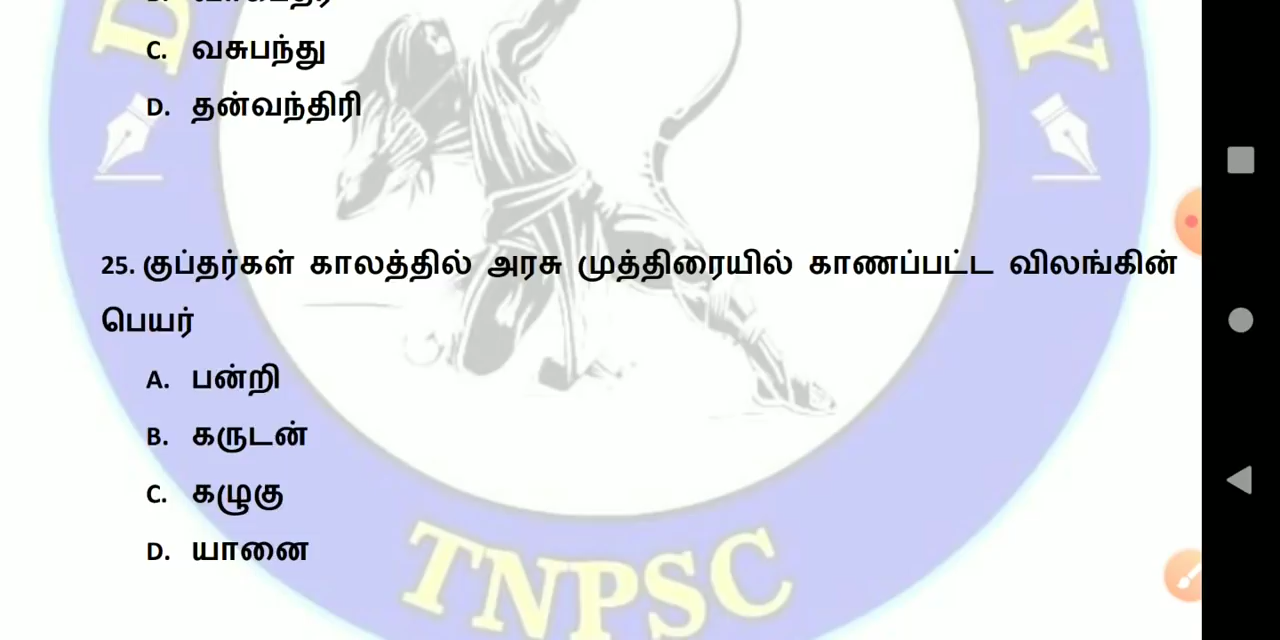 C. வசுபந்து
D. தன்வந்திரி
25. குப்தர்கள் காலத்தில் அரசு முத்திரையில் காணப்பட்ட விலங்கின்
பெயர்
A. பன்றி
B. கருடன்
C. கழுகு
D. யானை
TNPSC